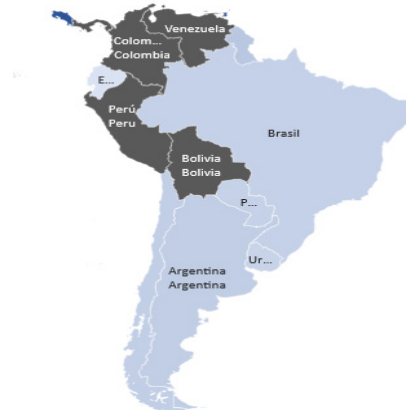 Venezuela
Colom...
Colombia
E...
Perú
Peru
Brasil
Bolivia
Bolivia
P...
Ur...
Argentina
Argentina